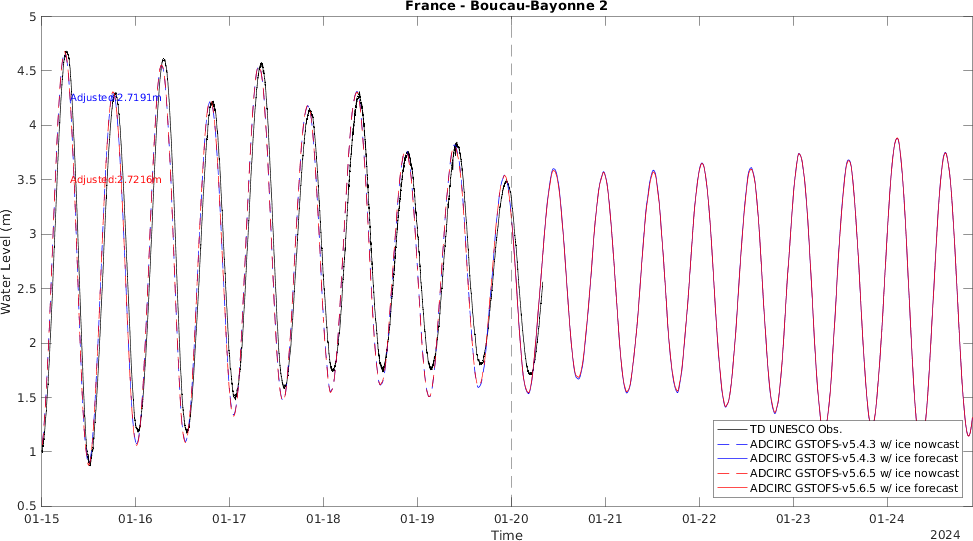 France - Boucau-Bayonne 2
5
4.5
4
3.5
3
2.5
2
1.5
1
0.5
Water Level (m)
Adjusted:2.7191m
Adjusted:2.7216m
TD UNESCO Obs.
ADCIRC GSTOFS-v5.4.3 w/ ice nowcast
ADCIRC GSTOFS-v5.4.3 w/ ice forecast
ADCIRC GSTOFS-v5.6.5 w/ ice nowcast
ADCIRC GSTOFS-v5.6.5 w/ ice forecast
01-15 01-16 01-17 01-18 01-19 01-20 01-21 01-22 01-23 01-24
Time
2024